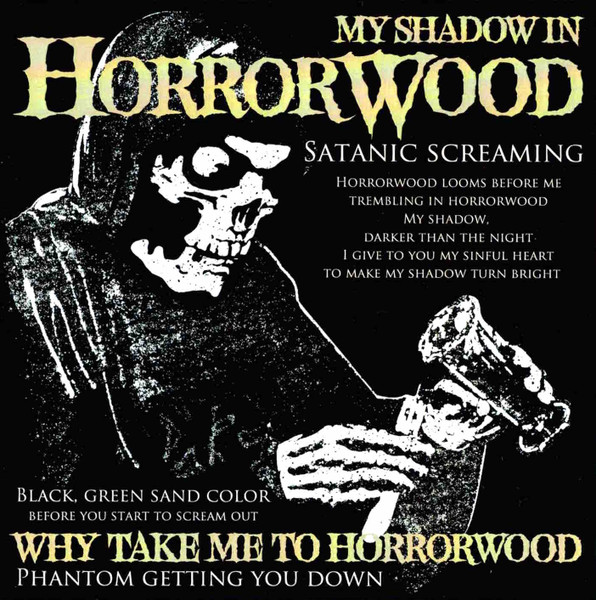 MY SHADOW IN
HORRORWOOD
SATANIC SCREAMING
HORRORWOOD LOOMS BEFORE ME
TREMBLING IN HORRORWOOD
MY SHADOW,
DARKER THAN THE NIGHT
I GIVE TO YOU MY SINFUL HEART
TO MAKE MY SHADOW TURN BRIGHT
BLACK, GREEN SAND COLOR
BEFORE YOU START TO SCREAM OUT
WHY TAKE ME TO HORRORWOOD
PHANTOM GETTING YOU DOWN